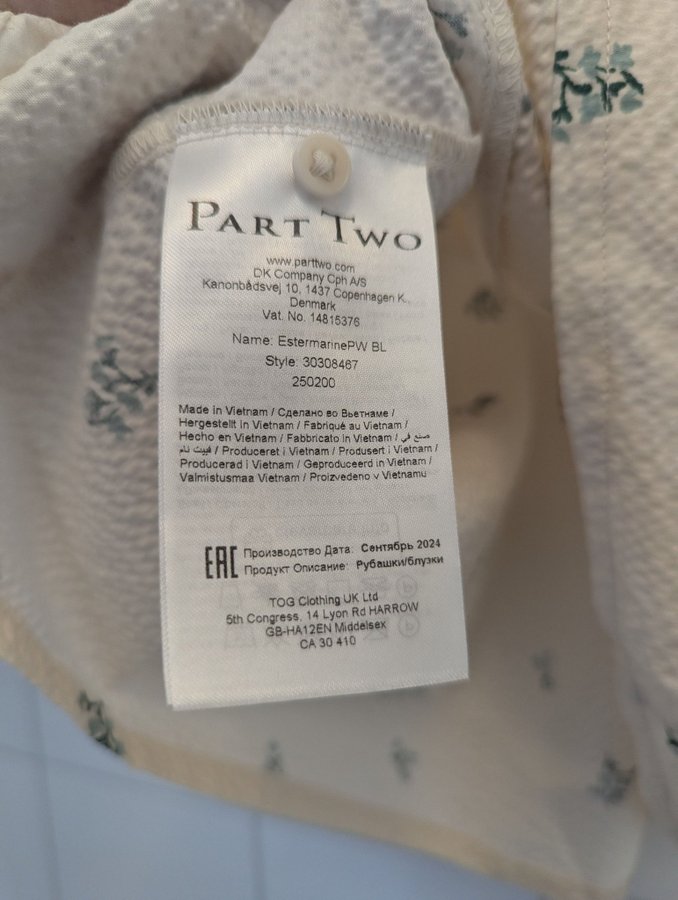 PART TWO
www.parttwo.com
DK Company Cph A/S
Kanonbådsvej 10, 1437 Copenhagen K.,
Denmark
Vat. No. 14815376
Name: EstermarinePW BL
Style: 30308467
250200
Made in Vietnam / Сделано во Вьетнаме /
Hergestellt in Vietnam / Fabriqué au Vietnam /
Hecho en Vietnam / Fabbricato in Vietnam / صنع في
فييت نام / Produceret i Vietnam / Produsert i Vietnam /
Producerad i Vietnam / Geproduceerd in Vietnam /
Valmistusmaa Vietnam / Proizvedeno v Vietnamu
EAC Производство Дата: Сентябрь 2024
Продукт Описание: Рубашки/блузки
TOG Clothing UK Ltd
5th Congress, 14 Lyon Rd HARROW
GB-HA12EN Middelsex
CA 30 410